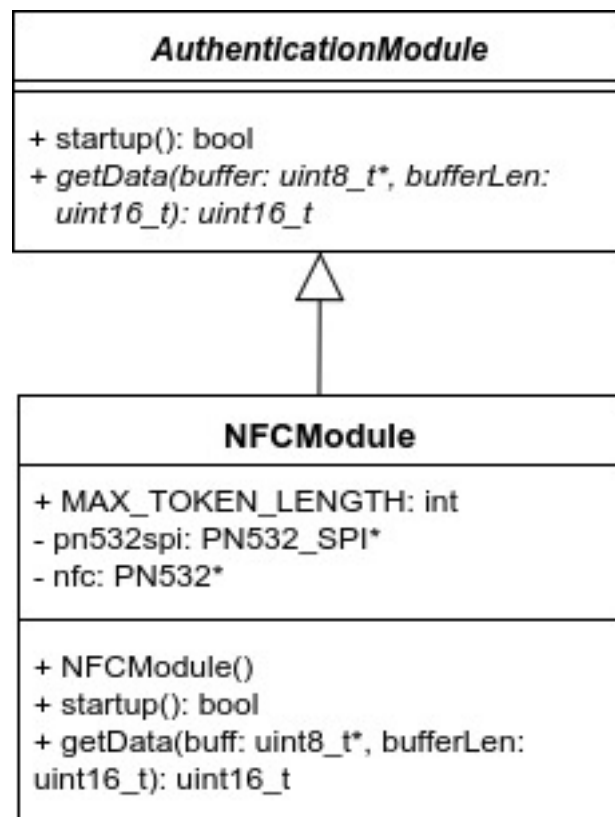 AuthenticationModule
+ startup(): bool
+ getData(buffer: uint8_t*, bufferLen:
uint16_t): uint16_t
NFCModule
+ MAX_TOKEN_LENGTH: int
- pn532spi: PN532_SPI*
- nfc: PN532*
+ NFCModule()
+ startup(): bool
+ getData(buff: uint8_t*, bufferLen:
uint16_t): uint16_t